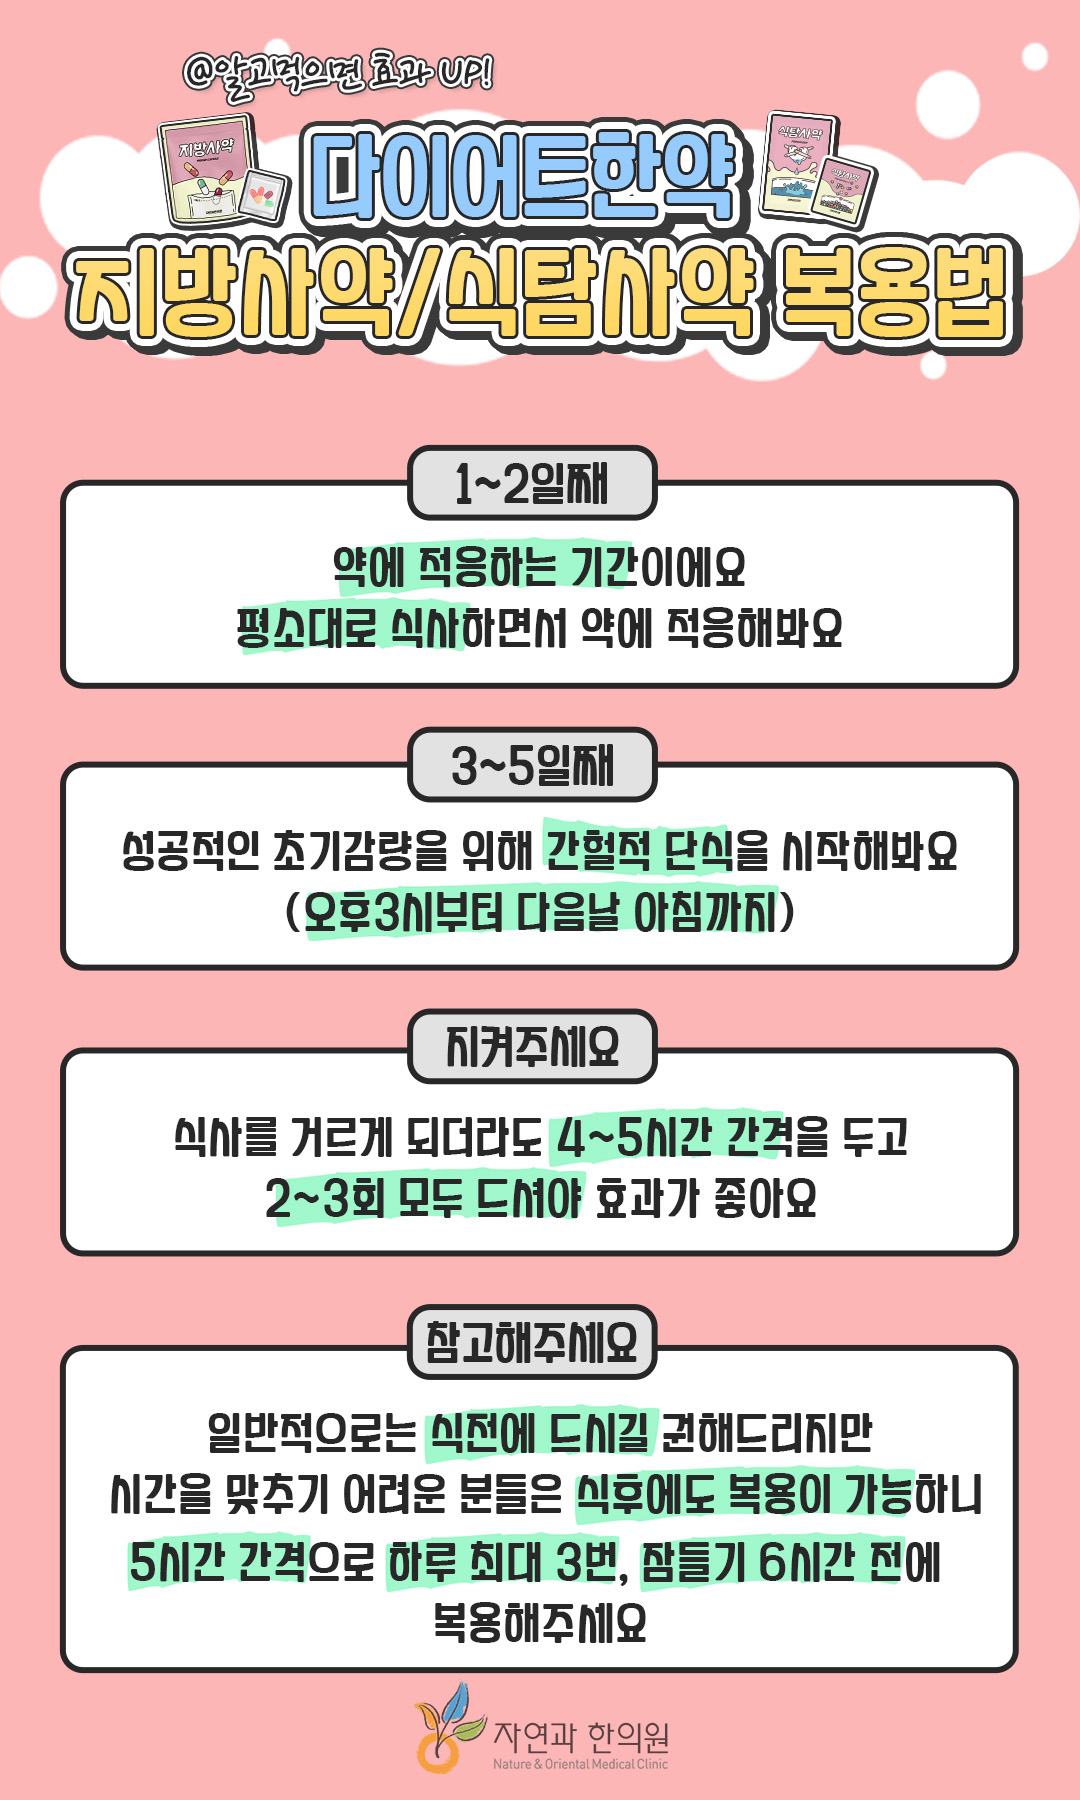 @알고먹으면 효과 UP!
지방사약
식탐사약
식탐사약
다이어트한약
지방사약/식탐사약 복용법
1~2일째
약에 적응하는 기간이에요
평소대로 식사하면서 약에 적응해봐요
3~5일째
성공적인 초기감량을 위해 간헐적 단식을 시작해봐요
(오후3시부터 다음날 아침까지)
지켜주세요
식사를 거르게 되더라도 4~5시간 간격을 두고
2~3회 모두 드셔야 효과가 좋아요
참고해주세요
일반적으로는 식전에 드시길 권해드리지만
시간을 맞추기 어려운 분들은 식후에도 복용이 가능하니
5시간 간격으로 하루 최대 3번, 잠들기 6시간 전에
복용해주세요
자연과 한의원
Nature & Oriental Medical Clinic